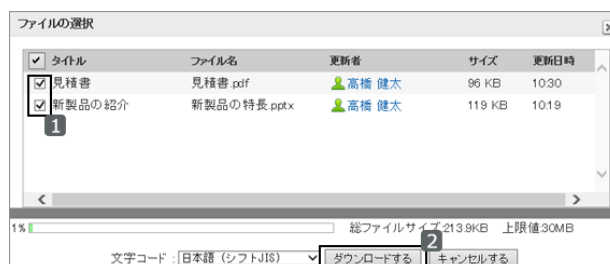 ファイルの選択
タイトル ファイル名 更新者 サイズ 更新日時
見積書 見積書.pdf 高橋 健太 96 KB 10:30
新製品の紹介 新製品の特長.pptx 高橋 健太 119 KB 10:19
1
1% 総ファイルサイズ:213.9KB 上限値:30MB
2
文字コード : 日本語 (シフトJIS) ダウンロードする キャンセルする